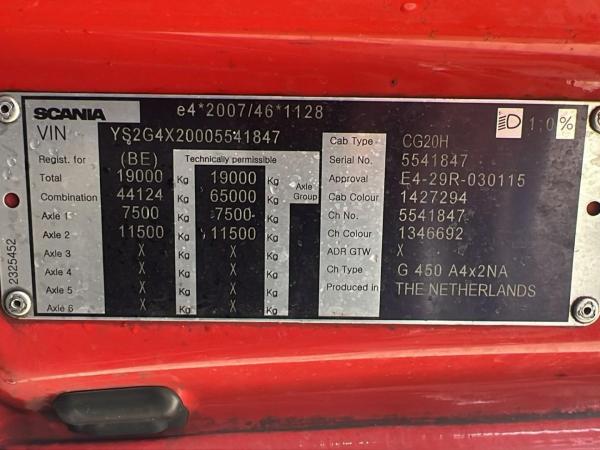 SCANIA e4*2007/46*1128
VIN YS2G4X20005541847
1:0%
Regist. for (BE) Technically permissible
Total 19000 Kg 19000 Kg
Combination 44124 Kg 65000 Kg Axle Group
Axle 1 7500 Kg 7500 Kg
Axle 2 11500 Kg 11500 Kg
Axle 3 X Kg X Kg
Axle 4 X Kg X Kg
Axle 5 X Kg X Kg
Axle 6 X Kg X Kg
Cab Type CG20H
Serial No. 5541847
Approval E4-29R-030115
Cab Colour 1427294
Ch No. 5541847
Ch Colour 1346692
ADR GTW X
Ch Type G 450 A4x2NA
Produced in THE NETHERLANDS
2325452